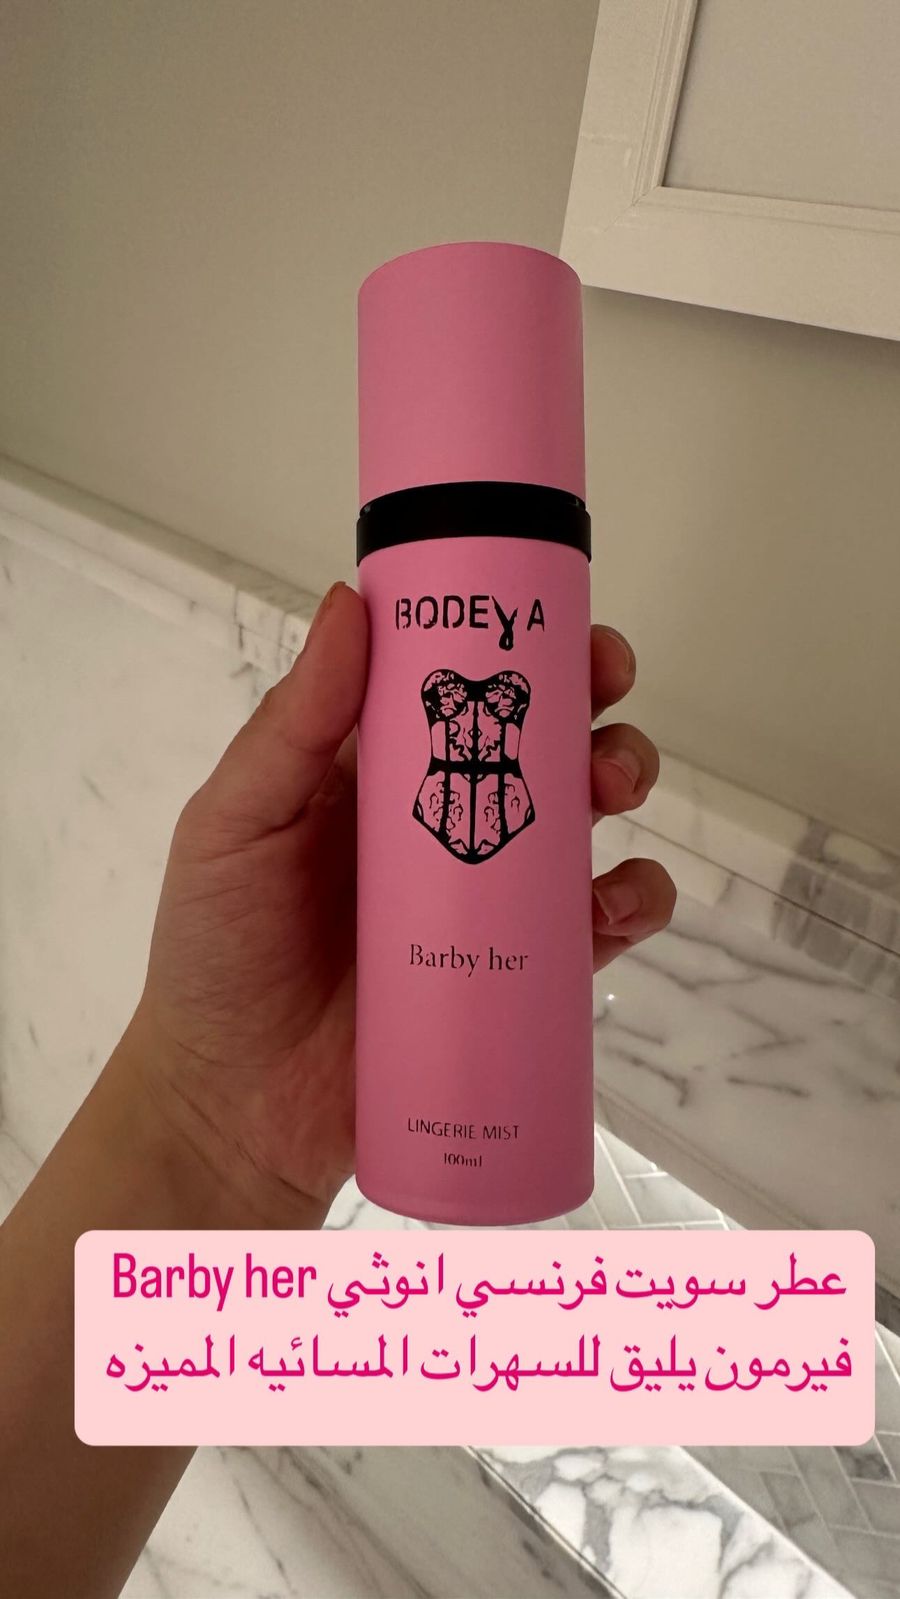 BODEYA
Barby her
LINGERIE MIST
100ml
عطر سويت فرنسي انوثي Barby her
فيرمون يليق للسهرات المسائيه المميزه